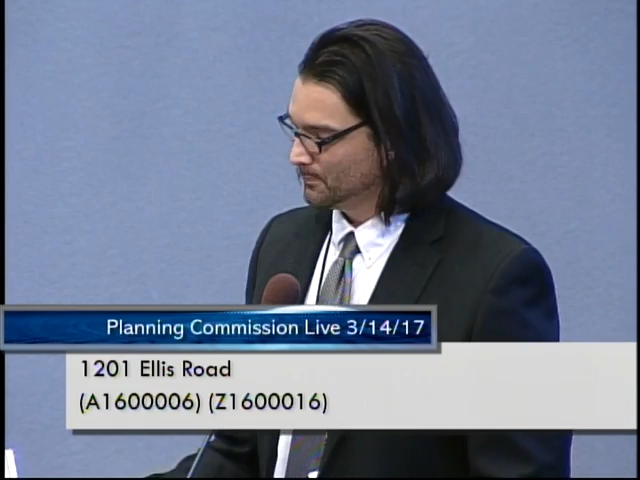 Planning Commission Live 3/14/17
1201 Ellis Road
(A1600006) (Z1600016)